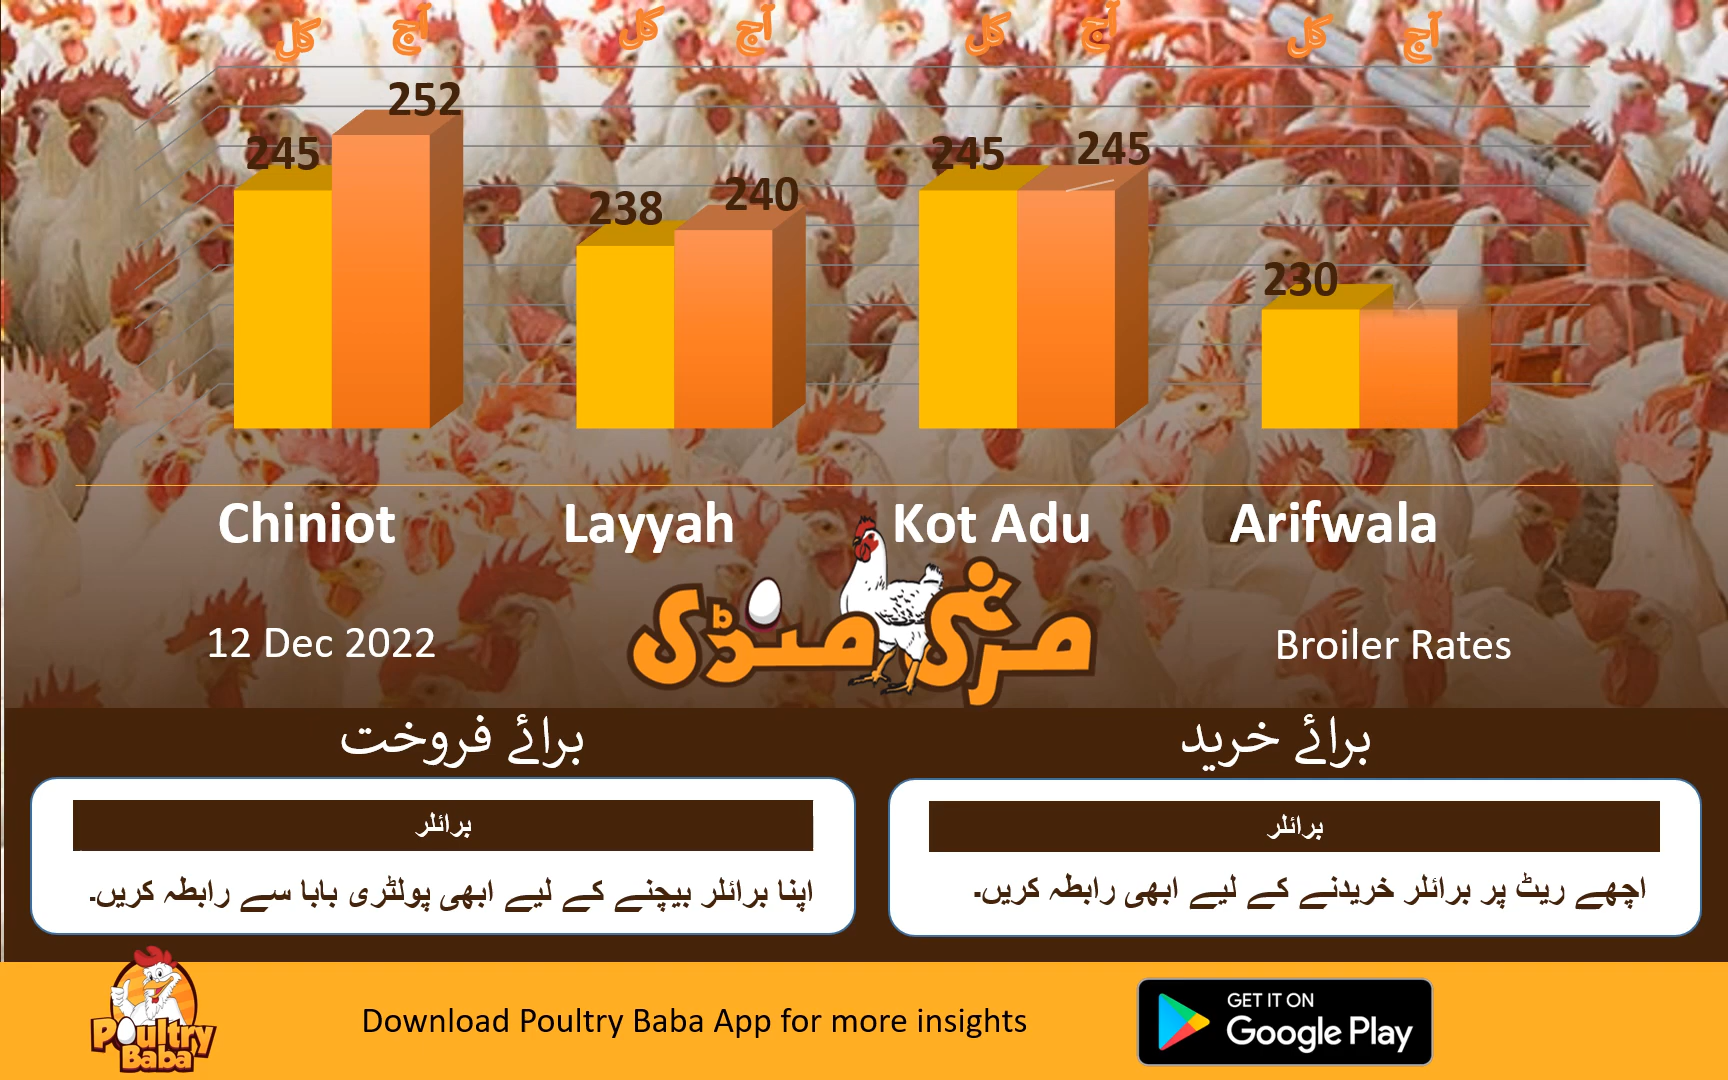 کل آج کل آج کل آج کل آج
245 252 238 240 245 245 230
Chiniot Layyah Kot Adu Arifwala
12 Dec 2022
مرغی منڈی
Broiler Rates
برائے فروخت
برائے خرید
برائلر
برائلر
اپنا برائلر بیچنے کے لیے ابھی پولٹری بابا سے رابطہ کریں۔
اچھے ریٹ پر برائلر خریدنے کے لیے ابھی رابطہ کریں۔
Poultry
Baba
Download Poultry Baba App for more insights
GET IT ON
Google Play